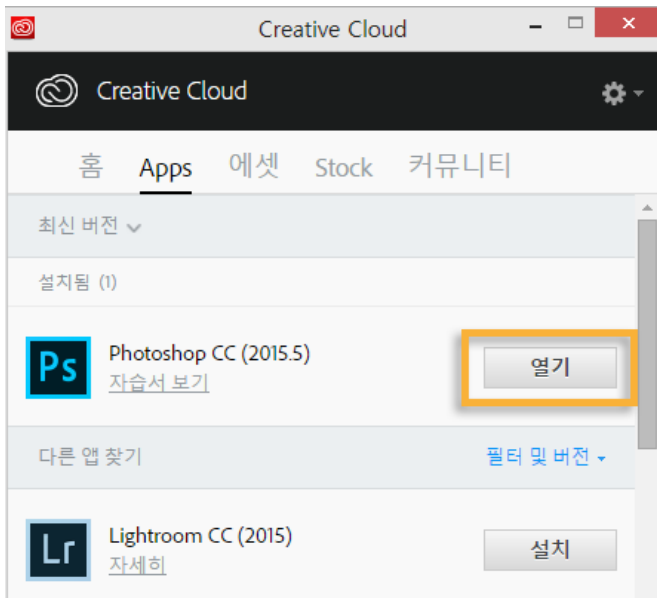 Creative Cloud
Creative Cloud
홈 Apps 에셋 Stock 커뮤니티
최신 버전
설치됨 (1)
Ps Photoshop CC (2015.5) 열기
자습서 보기
다른 앱 찾기 필터 및 버전
Lr Lightroom CC (2015) 설치
자세히